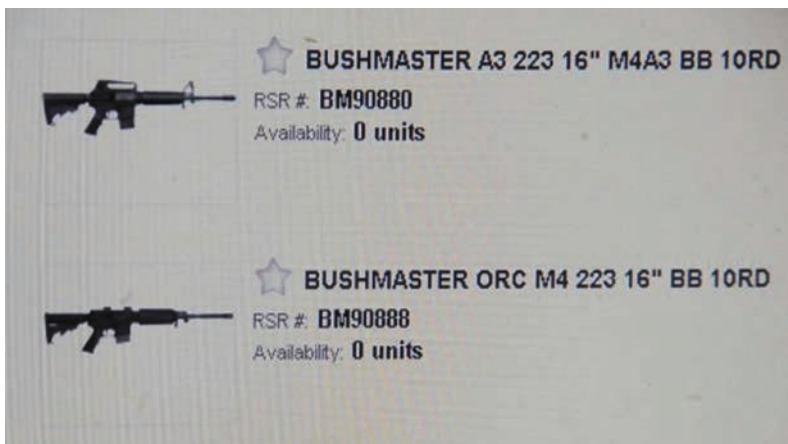 BUSHMASTER A3 223 16" M4A3 BB 10RD
RSR #: BM90880
Availability: 0 units
BUSHMASTER ORC M4 223 16" BB 10RD
RSR #: BM90888
Availability: 0 units